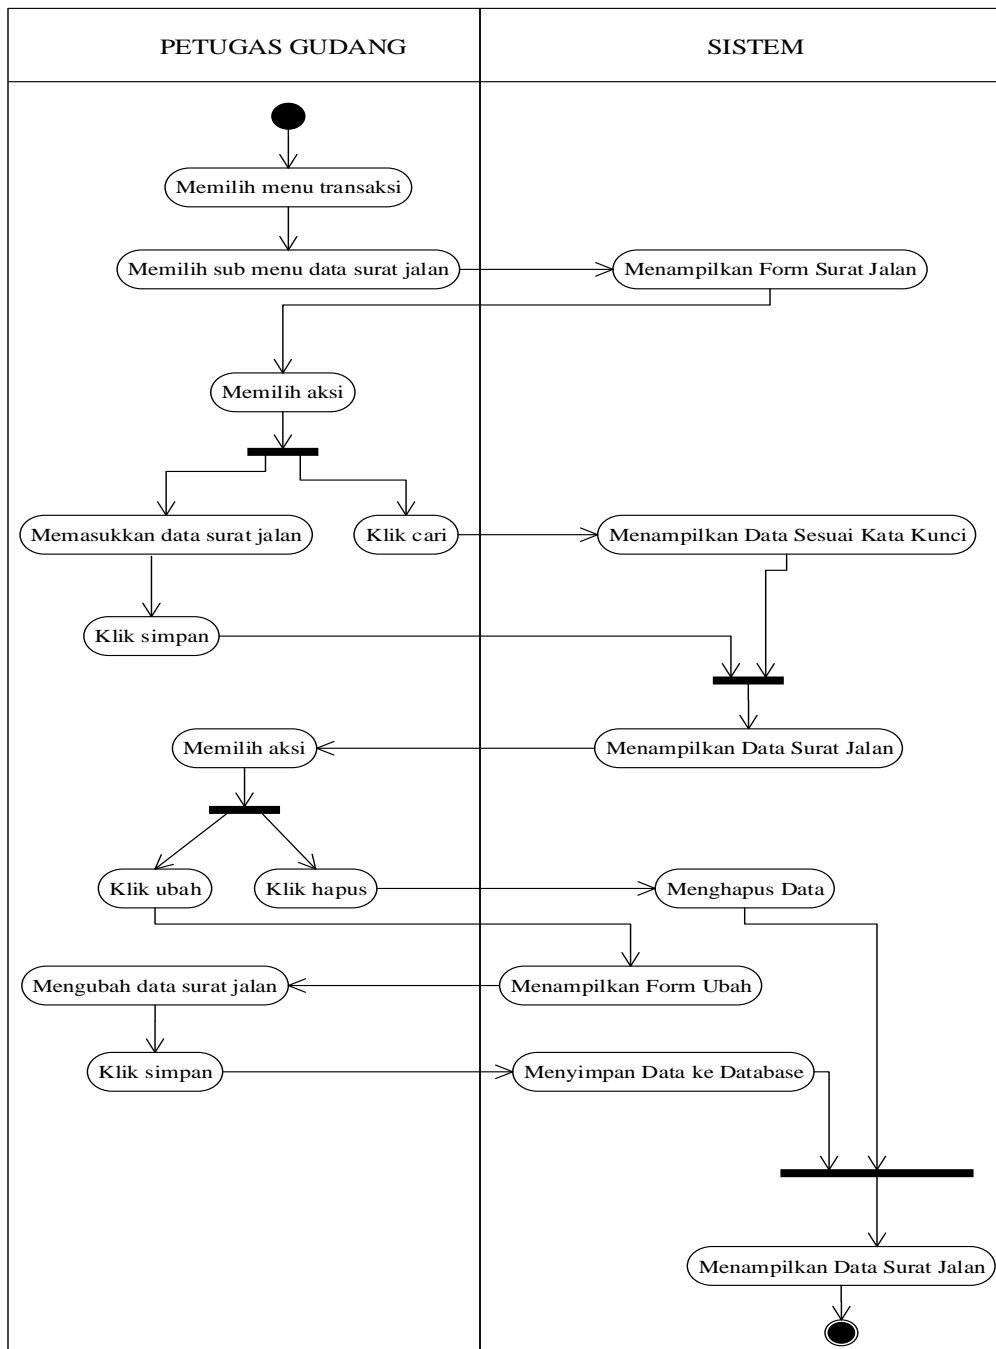 PETUGAS GUDANG
SISTEM
Memilih menu transaksi
Memilih sub menu data surat jalan
Menampilkan Form Surat Jalan
Memilih aksi
Memasukkan data surat jalan
Klik cari
Menampilkan Data Sesuai Kata Kunci
Klik simpan
Memilih aksi
Menampilkan Data Surat Jalan
Klik ubah
Klik hapus
Menghapus Data
Mengubah data surat jalan
Menampilkan Form Ubah
Klik simpan
Menyimpan Data ke Database
Menampilkan Data Surat Jalan